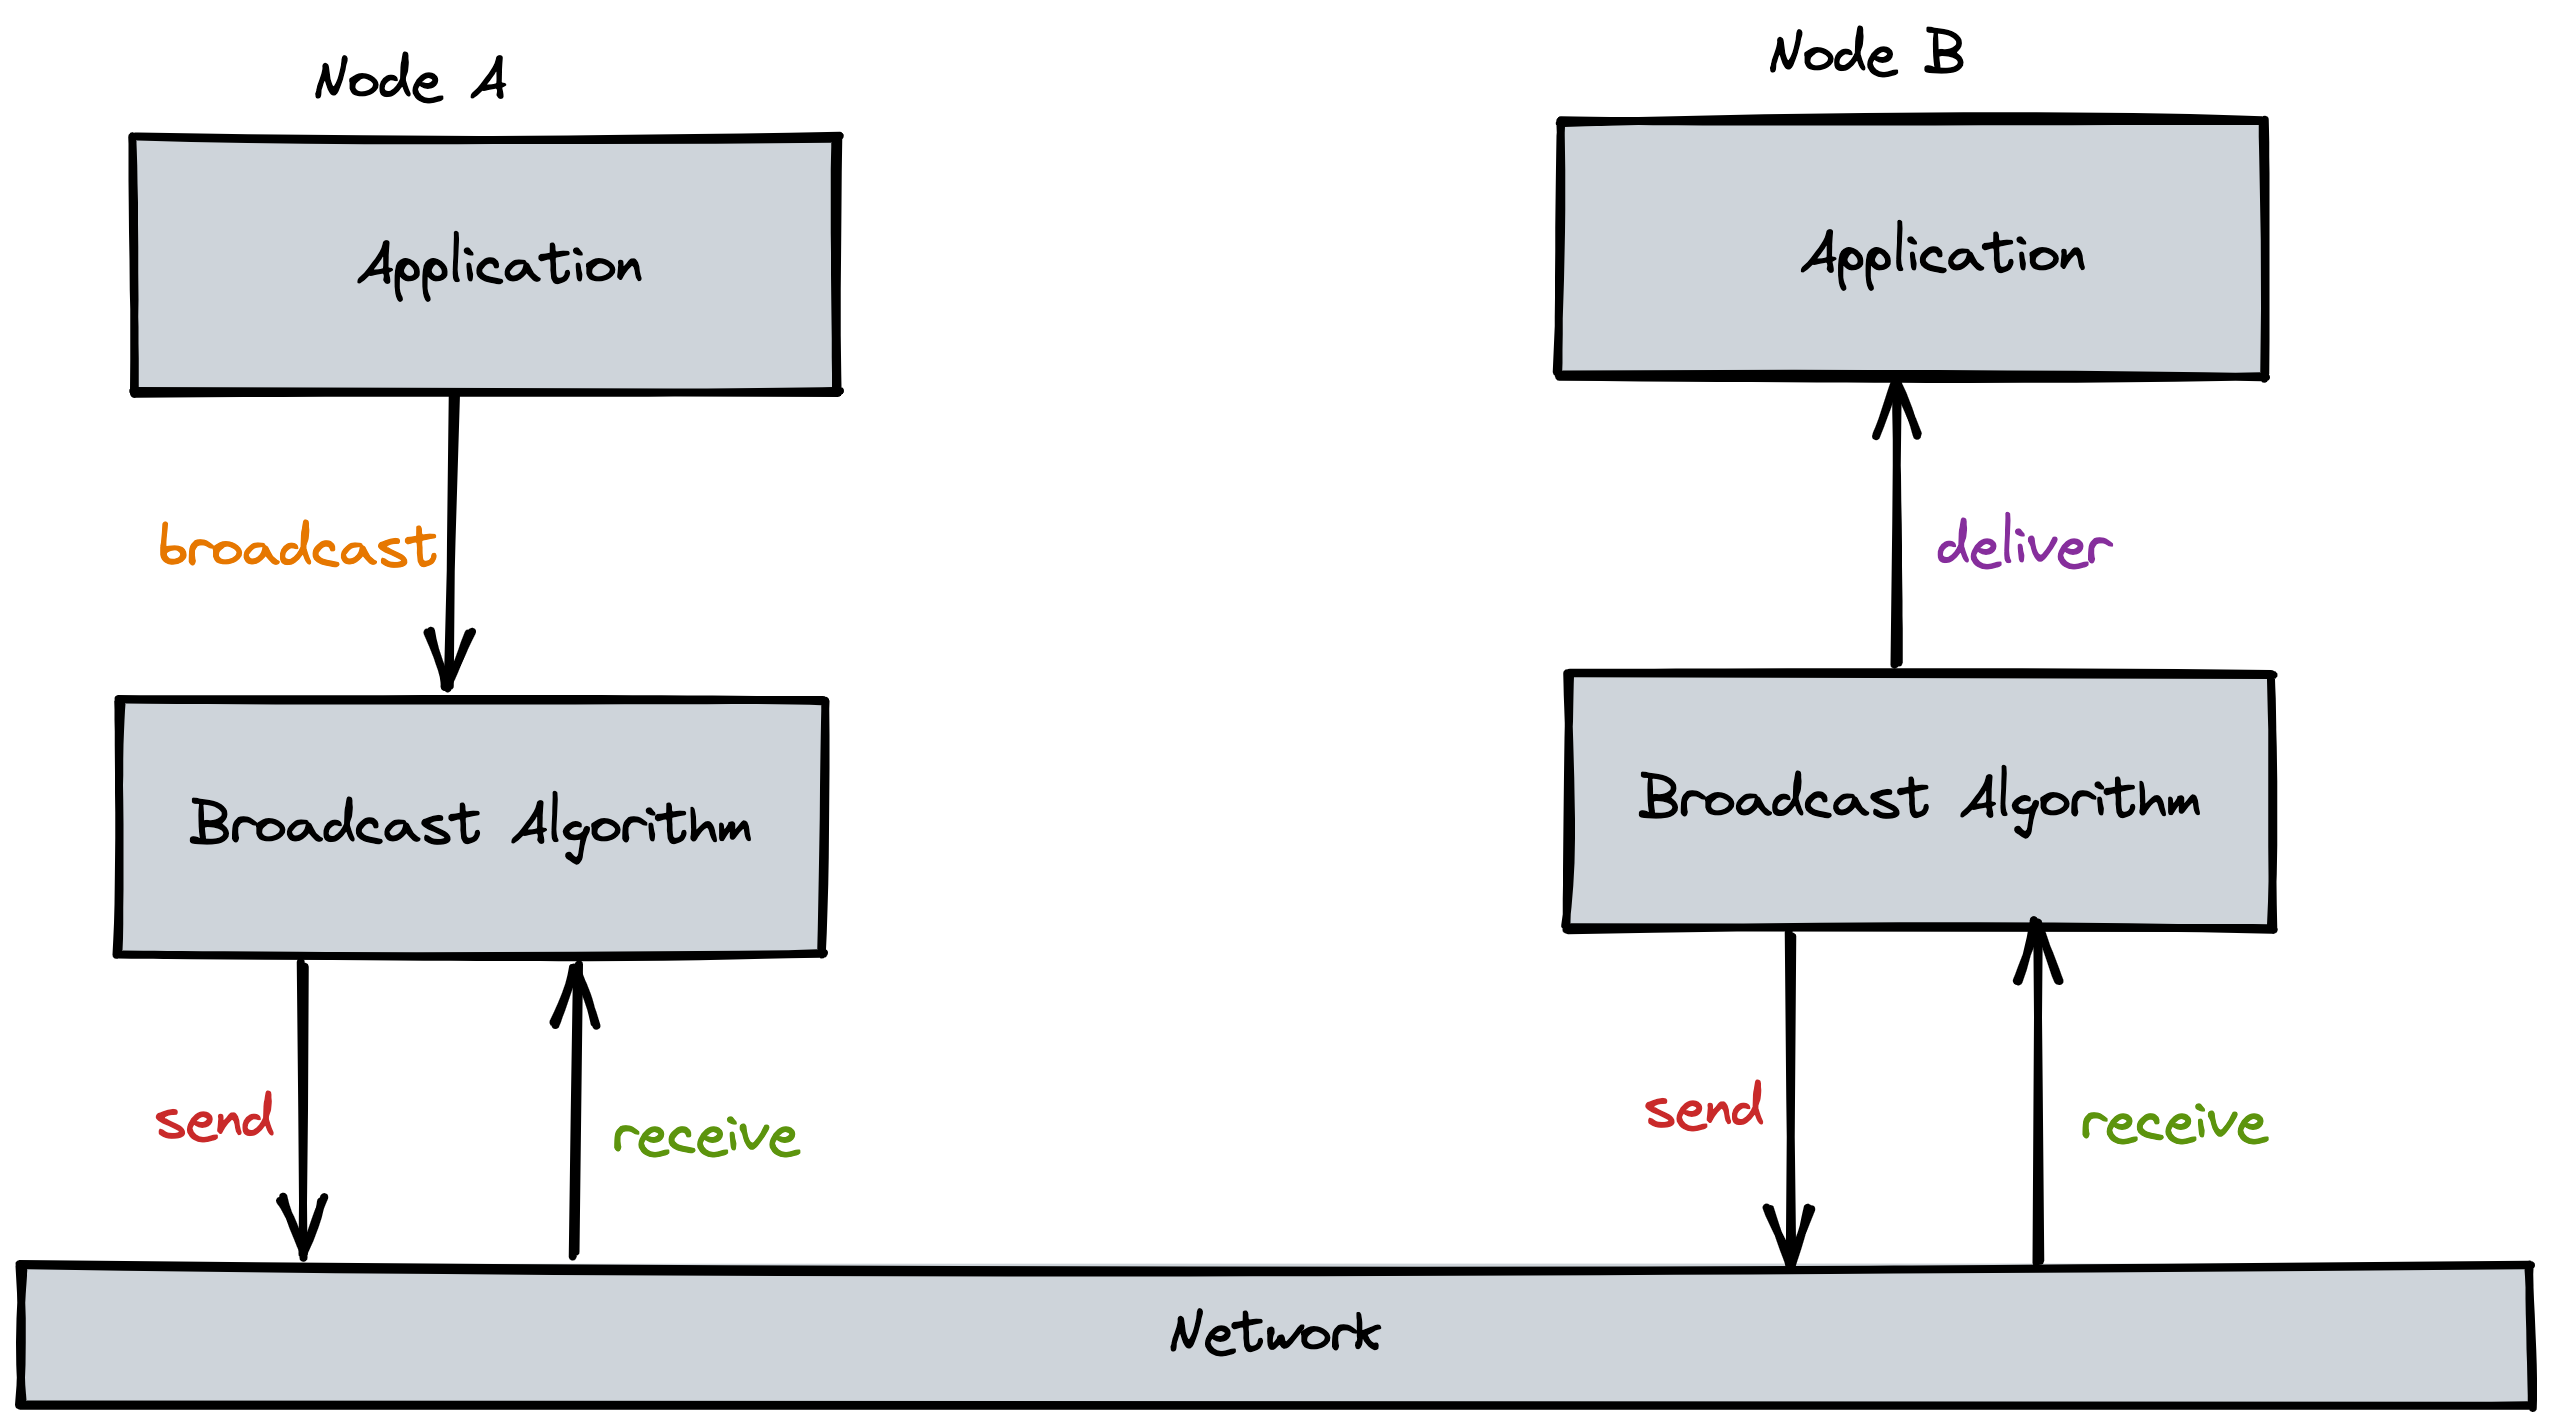 Node A
Node B
Application
Application
broadcast
deliver
Broadcast Algorithm
Broadcast Algorithm
send
receive
send
receive
Network